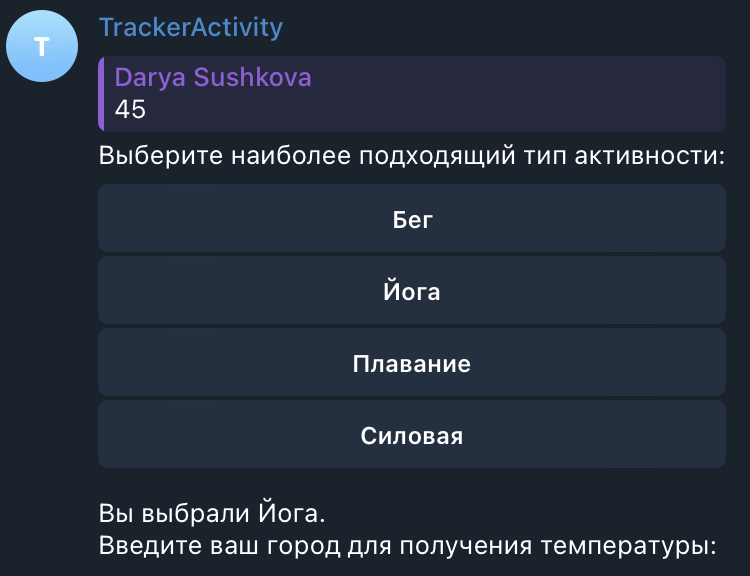 T
TrackerActivity
Darya Sushkova
45
Выберите наиболее подходящий тип активности:
Бег
Йога
Плавание
Силовая
Вы выбрали Йога.
Введите ваш город для получения температуры: